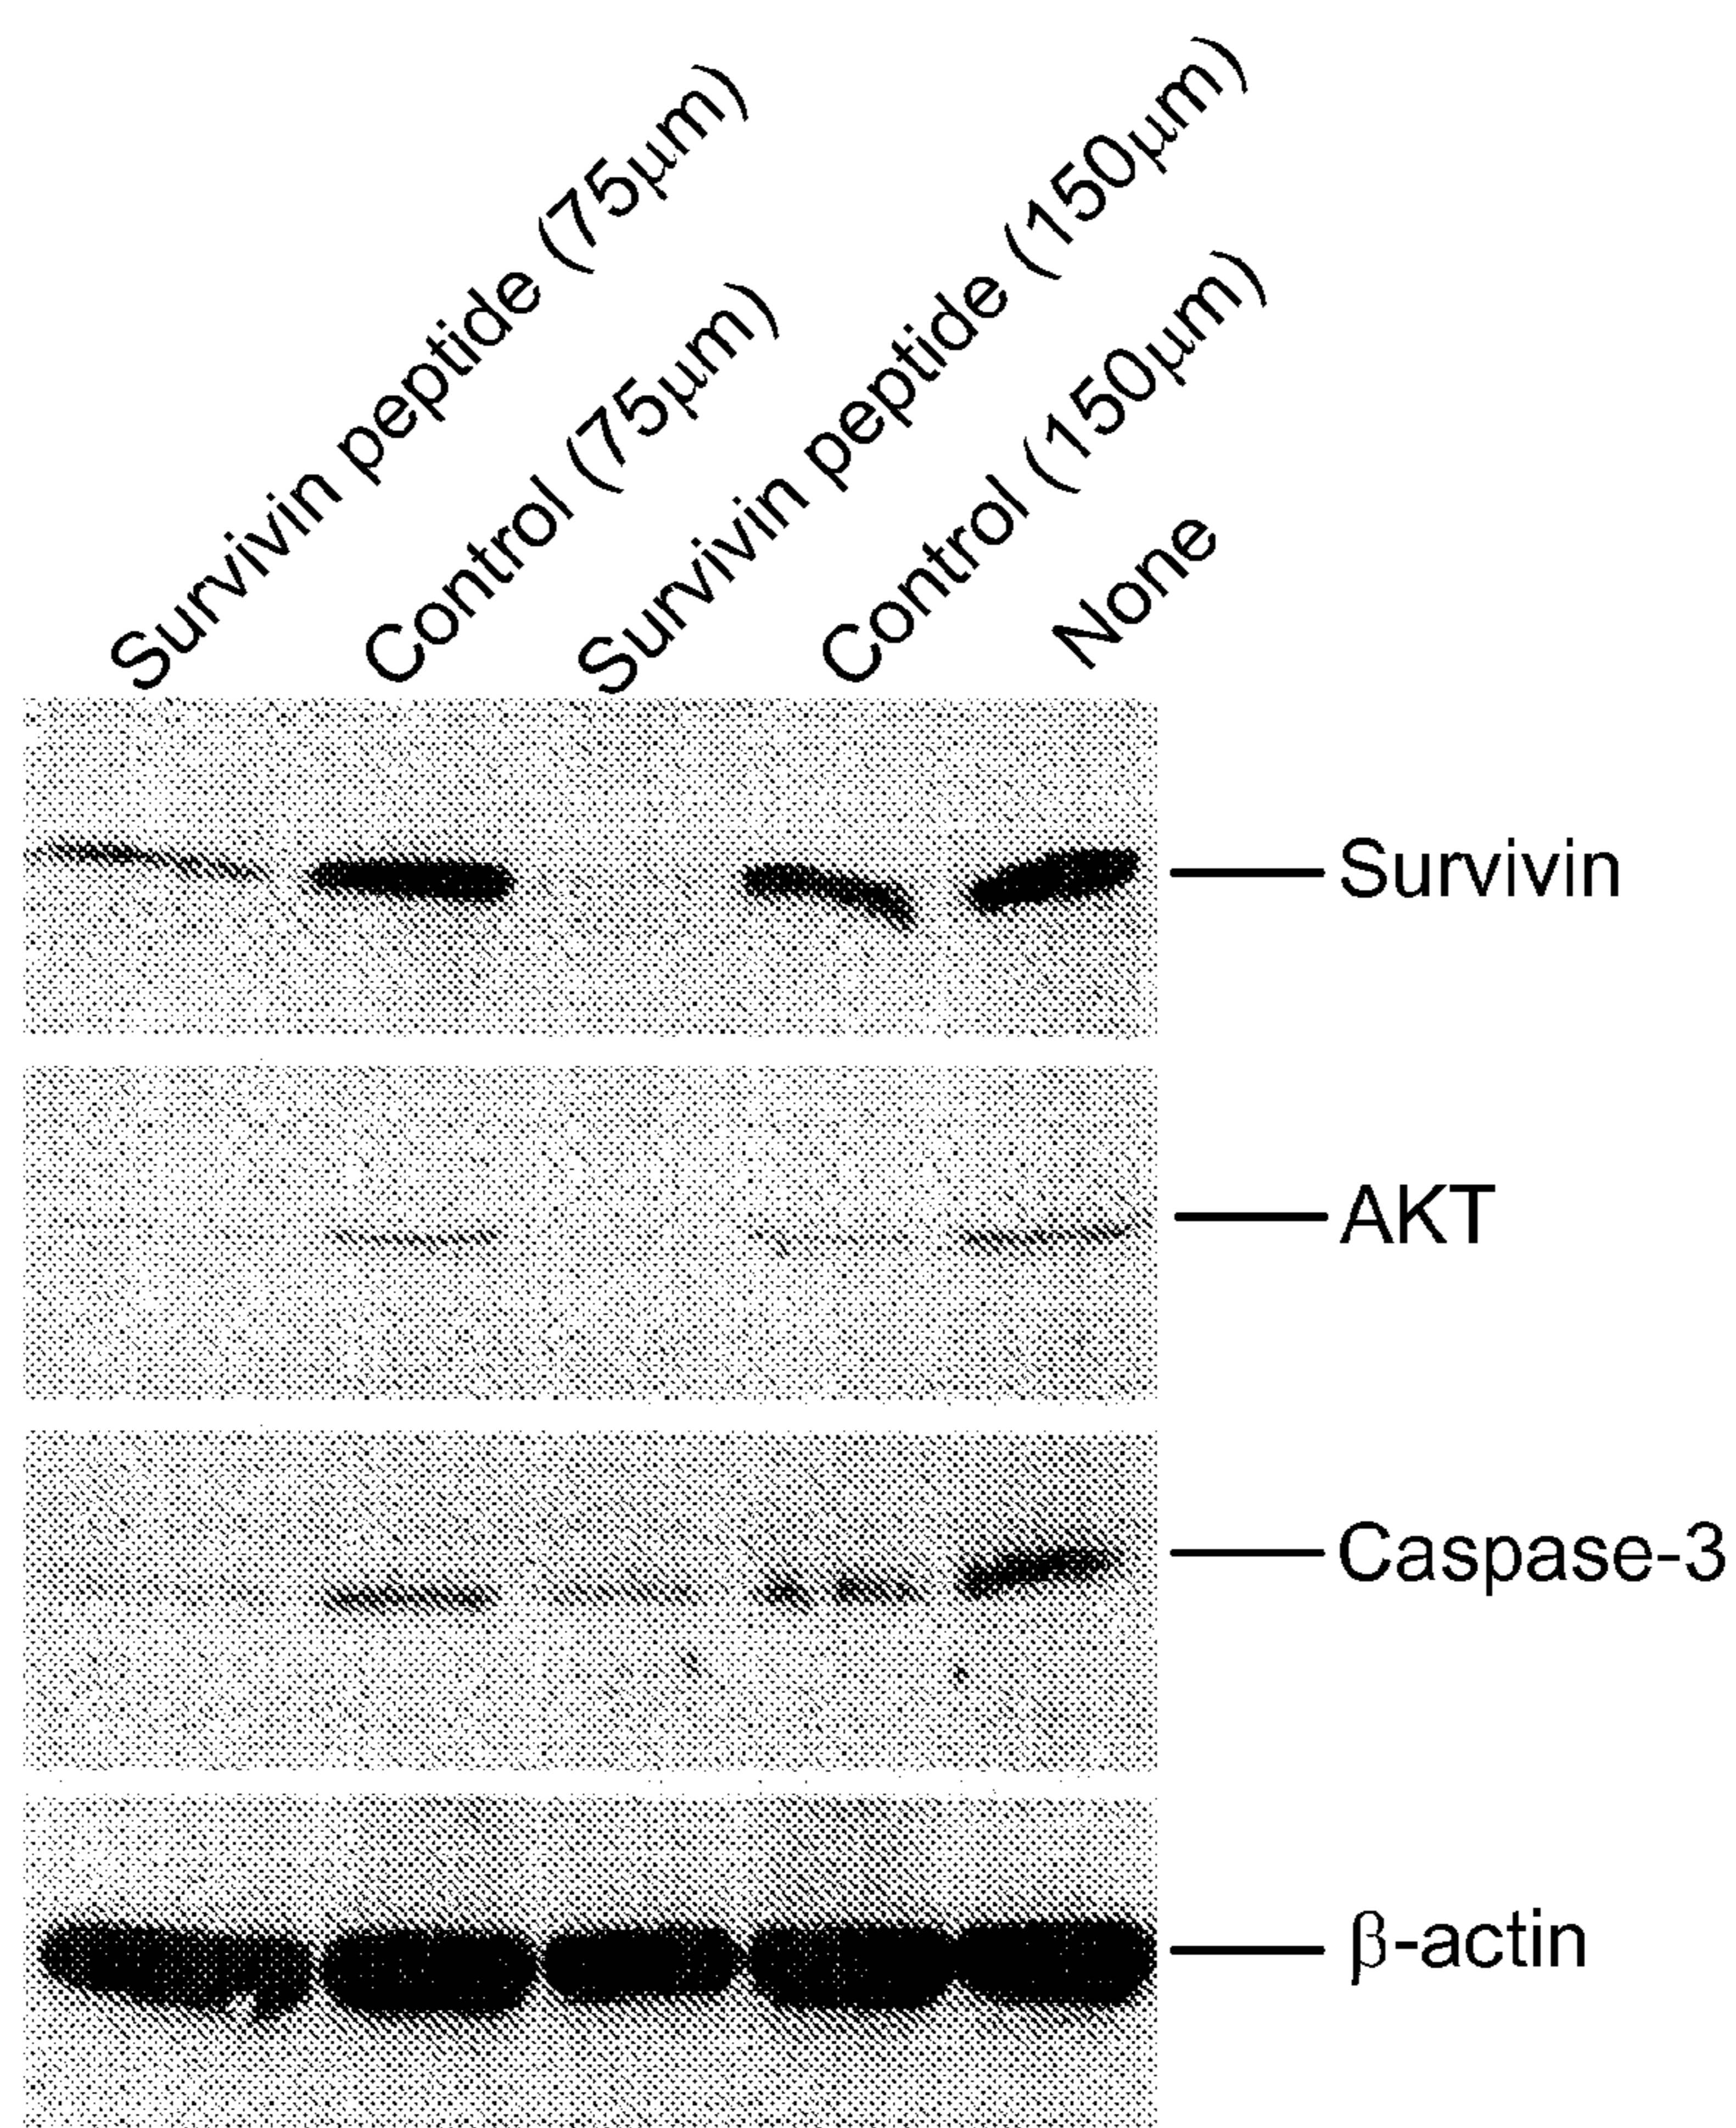 Survivin peptide (75μm)
Control (75μm)
Survivin peptide (150μm)
Control (150μm)
None
Survivin
AKT
Caspase-3
β-actin